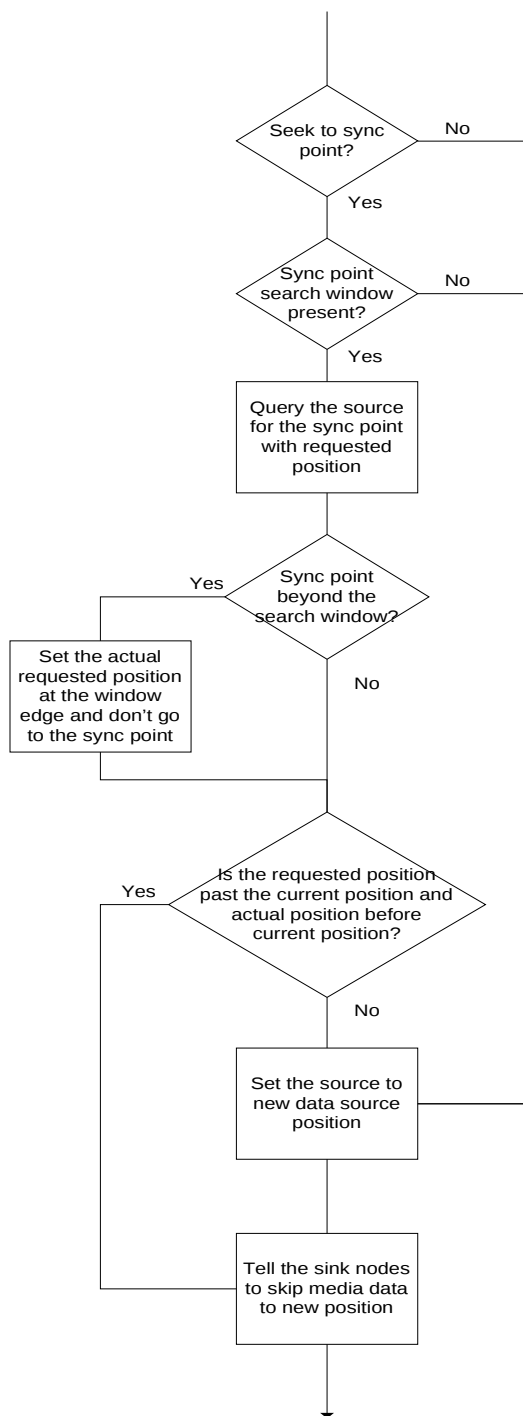 Seek to sync
point?
No
Yes
Sync point
search window
present?
No
Yes
Query the source
for the sync point
with requested
position
Yes
Sync point
beyond the
search window?
Set the actual
requested position
at the window
edge and don’t go
to the sync point
No
Is the requested position
past the current position and
actual position before
current position?
Yes
No
Set the source to
new data source
position
Tell the sink nodes
to skip media data
to new position